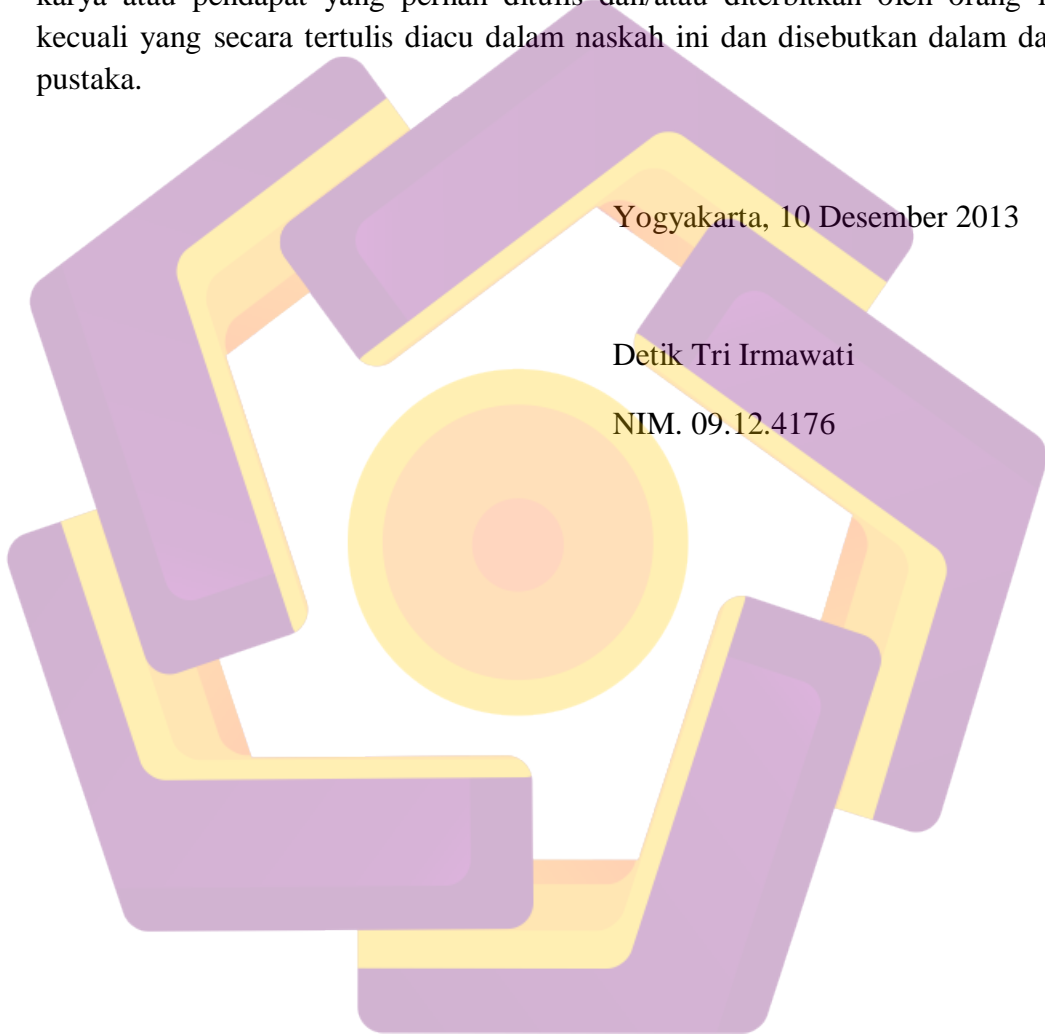 karya atau pendapat yang pernah ditulis dan/atau diterbitkan oleh orang
kecuali yang secara tertulis diacu dalam naskah ini dan disebutkan dalam
pustaka.
Yogyakarta, 10 Desember 2013
Detik Tri Irmawati
NIM. 09.12.4176